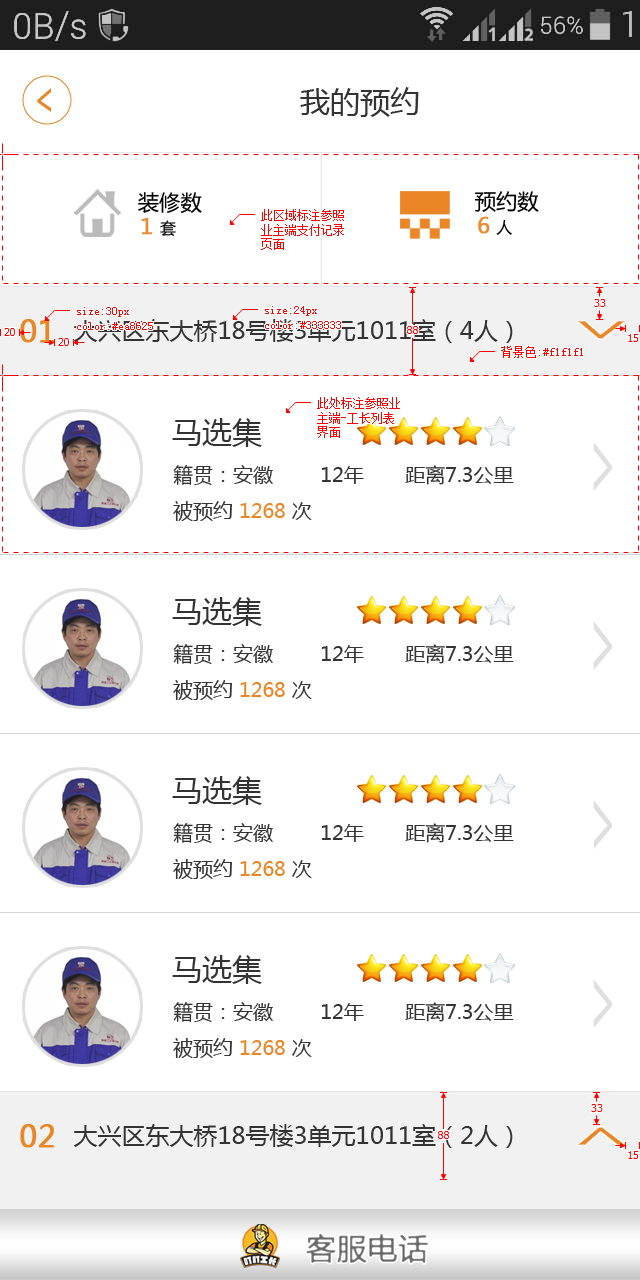 0B/s 1 2 56% 1
我的预约
装修数
1 套
预约数
6 人
此区域标注参照
业主端支付记录
页面
size:30px
color:#ea8625
size:24px
color:#333333
01 大兴区东大桥18号楼3单元1011室（4人）
20
20
88
33
15
背景色:#f1f1f1
此处标注参照业
主端-工长列表
界面
马选集
籍贯：安徽 12年 距离7.3公里
被预约 1268 次
马选集
籍贯：安徽 12年 距离7.3公里
被预约 1268 次
马选集
籍贯：安徽 12年 距离7.3公里
被预约 1268 次
马选集
籍贯：安徽 12年 距离7.3公里
被预约 1268 次
02 大兴区东大桥18号楼3单元1011室（2人）
88
33
15
客服电话